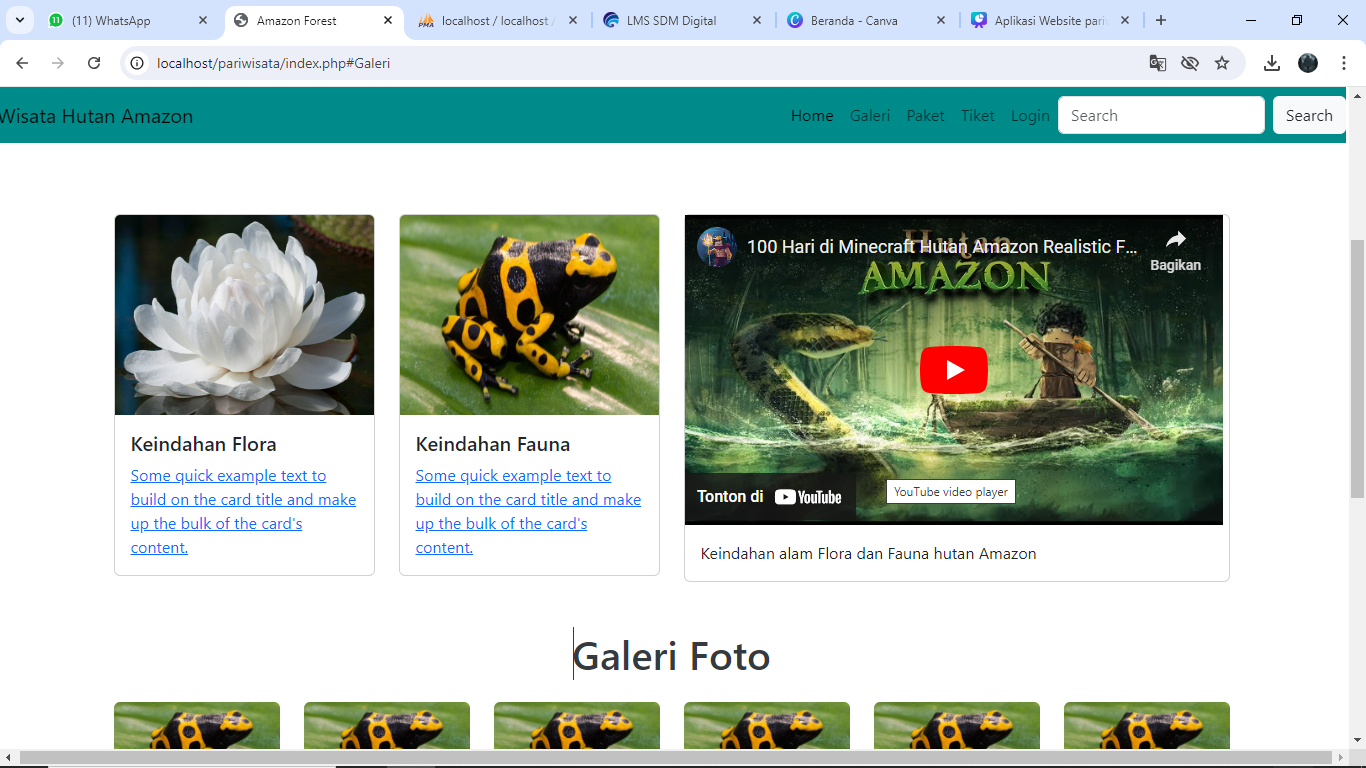 (11) WhatsApp
Amazon Forest
localhost / localhost /
LMS SDM Digital
Beranda - Canva
Aplikasi Website pariw
localhost/pariwisata/index.php#Galeri
Wisata Hutan Amazon
Home
Galeri
Paket
Tiket
Login
Search
Search
100 Hari di Minecraft Hutan Amazon Realistic F...
Bagikan
Hutan
AMAZON
Tonton di YouTube
YouTube video player
Keindahan Flora
Some quick example text to
build on the card title and make
up the bulk of the card's
content.
Keindahan Fauna
Some quick example text to
build on the card title and make
up the bulk of the card's
content.
Keindahan alam Flora dan Fauna hutan Amazon
Galeri Foto